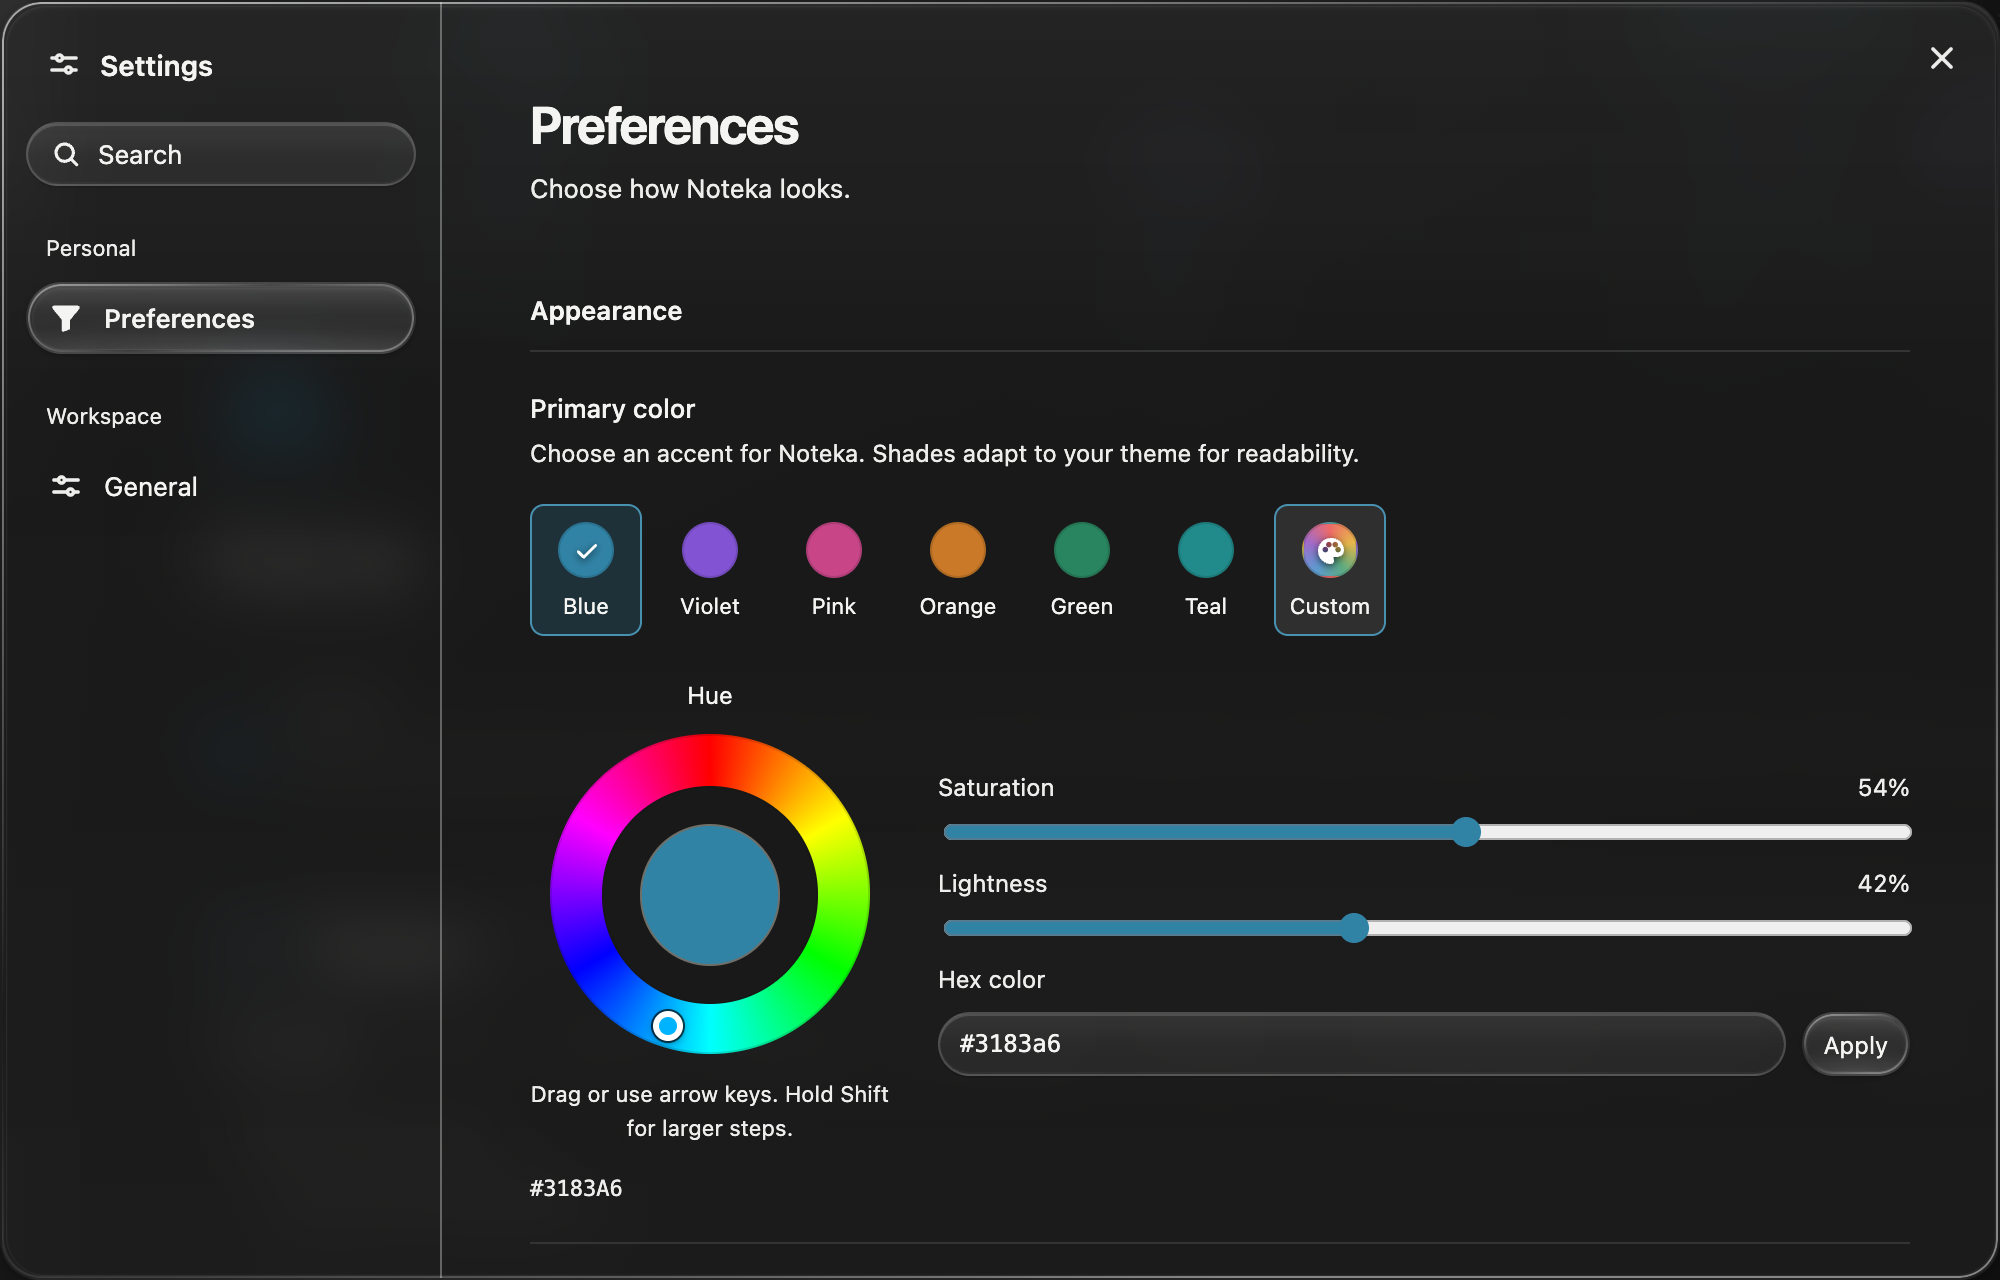 Settings
Search
Personal
Preferences
Workspace
General
Preferences
Choose how Noteka looks.
Appearance
Primary color
Choose an accent for Noteka. Shades adapt to your theme for readability.
Blue
Violet
Pink
Orange
Green
Teal
Custom
Hue
Drag or use arrow keys. Hold Shift
for larger steps.
#3183A6
Saturation
54%
Lightness
42%
Hex color
#3183a6
Apply